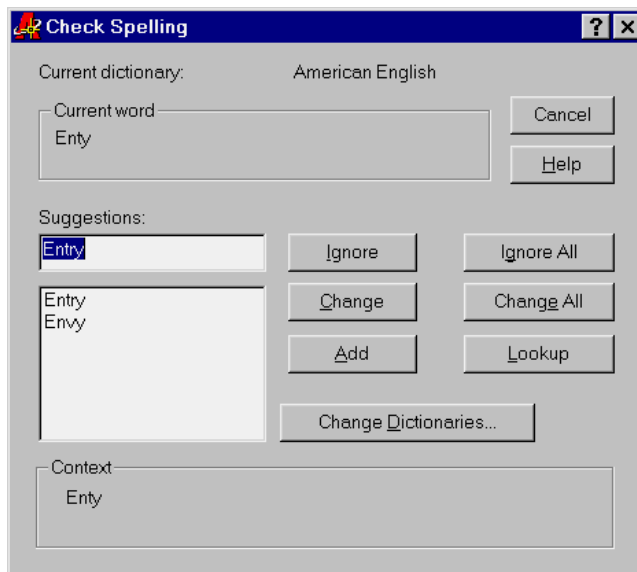 Check Spelling
Current dictionary: American English
Current word
Enty
Cancel
Help
Suggestions:
Entry
Ignore
Ignore All
Entry
Envy
Change
Change All
Add
Lookup
Change Dictionaries...
Context
Enty